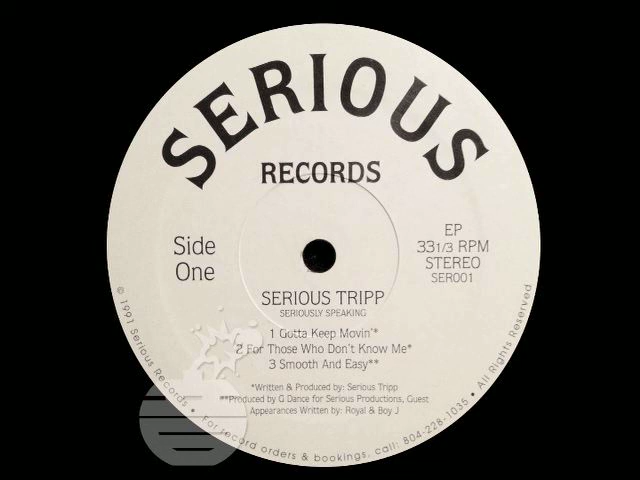 SERIOUS
RECORDS
Side
One
EP
33 1/3 RPM
STEREO
SER001
SERIOUS TRIPP
SERIOUSLY SPEAKING
1 Gotta Keep Movin'*
2 For Those Who Don't Know Me*
3 Smooth And Easy**
*Written & Produced by: Serious Tripp
**Produced by G Dance for Serious Productions, Guest
Appearances Written by: Royal & Boy J
© 1991 Serious Records • For record orders & bookings, call: 804-228-1035 • All Rights Reserved